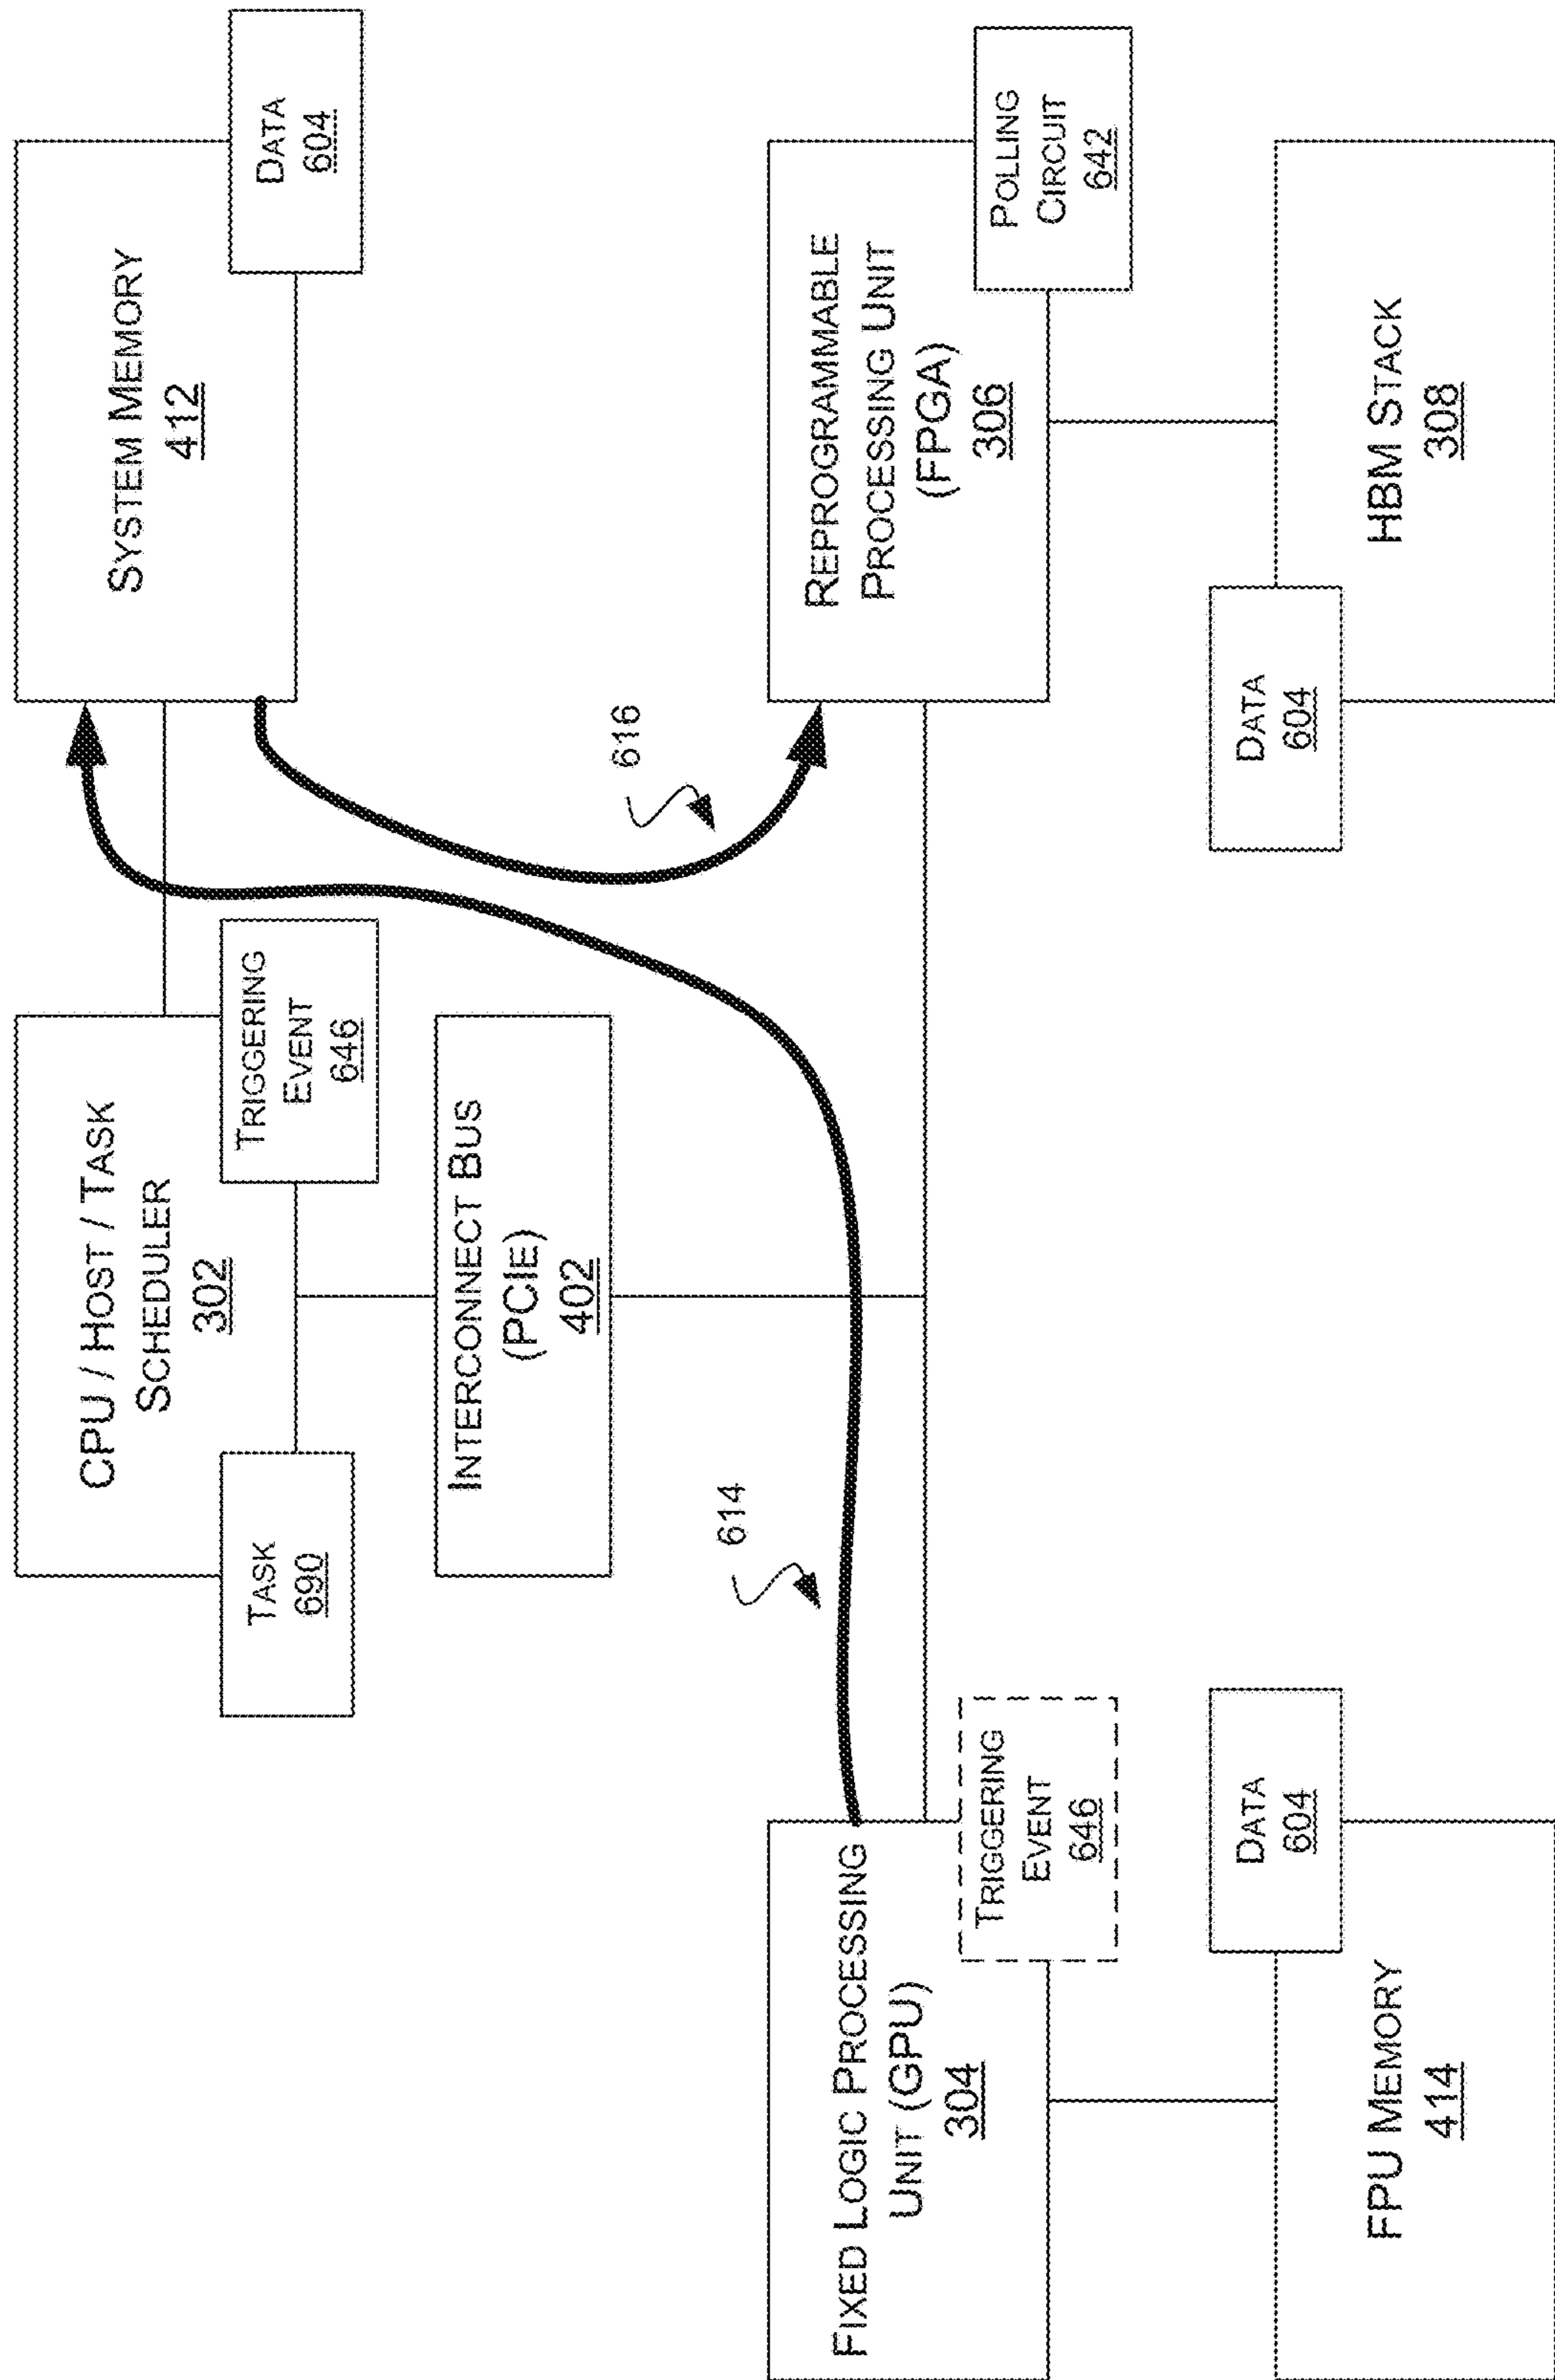 CPU / HOST / TASK
SCHEDULER
302
TASK
690
TRIGGERING
EVENT
646
SYSTEM MEMORY
412
DATA
604
INTERCONNECT BUS
(PCIE)
402
614
616
FIXED LOGIC PROCESSING
UNIT (GPU)
304
TRIGGERING
EVENT
646
REPROGRAMMABLE
PROCESSING UNIT
(FPGA)
306
POLLING
CIRCUIT
642
DATA
604
FPU MEMORY
414
DATA
604
HBM STACK
308